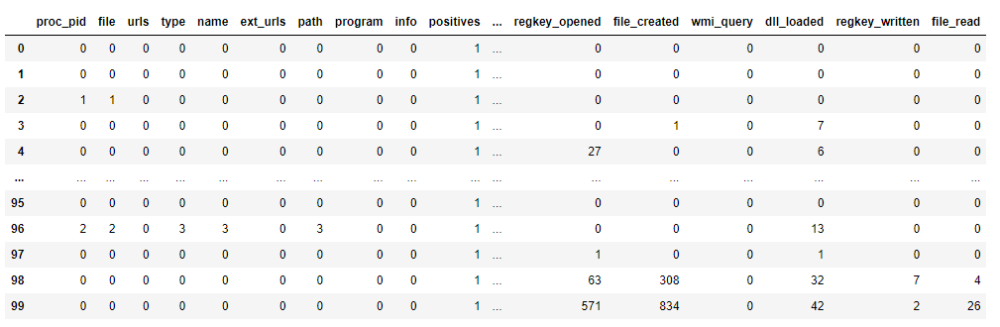 proc_pid file urls type name ext_urls path program info positives ... regkey_opened file_created wmi_query dll_loaded regkey_written file_read
0 0 0 0 0 0 0 0 0 0 1 ... 0 0 0 0 0 0
1 0 0 0 0 0 0 0 0 0 1 ... 0 0 0 0 0 0
2 1 1 0 0 0 0 0 0 0 1 ... 0 0 0 0 0 0
3 0 0 0 0 0 0 0 0 0 1 ... 0 1 0 7 0 0
4 0 0 0 0 0 0 0 0 0 1 ... 27 0 0 6 0 0
... ... ... ... ... ... ... ... ... ... ... ... ... ... ... ... ... ...
95 0 0 0 0 0 0 0 0 0 1 ... 0 0 0 0 0 0
96 2 2 0 3 3 0 3 0 0 1 ... 0 0 0 13 0 0
97 0 0 0 0 0 0 0 0 0 1 ... 1 0 0 1 0 0
98 0 0 0 0 0 0 0 0 0 1 ... 63 308 0 32 7 4
99 0 0 0 0 0 0 0 0 0 1 ... 571 834 0 42 2 26